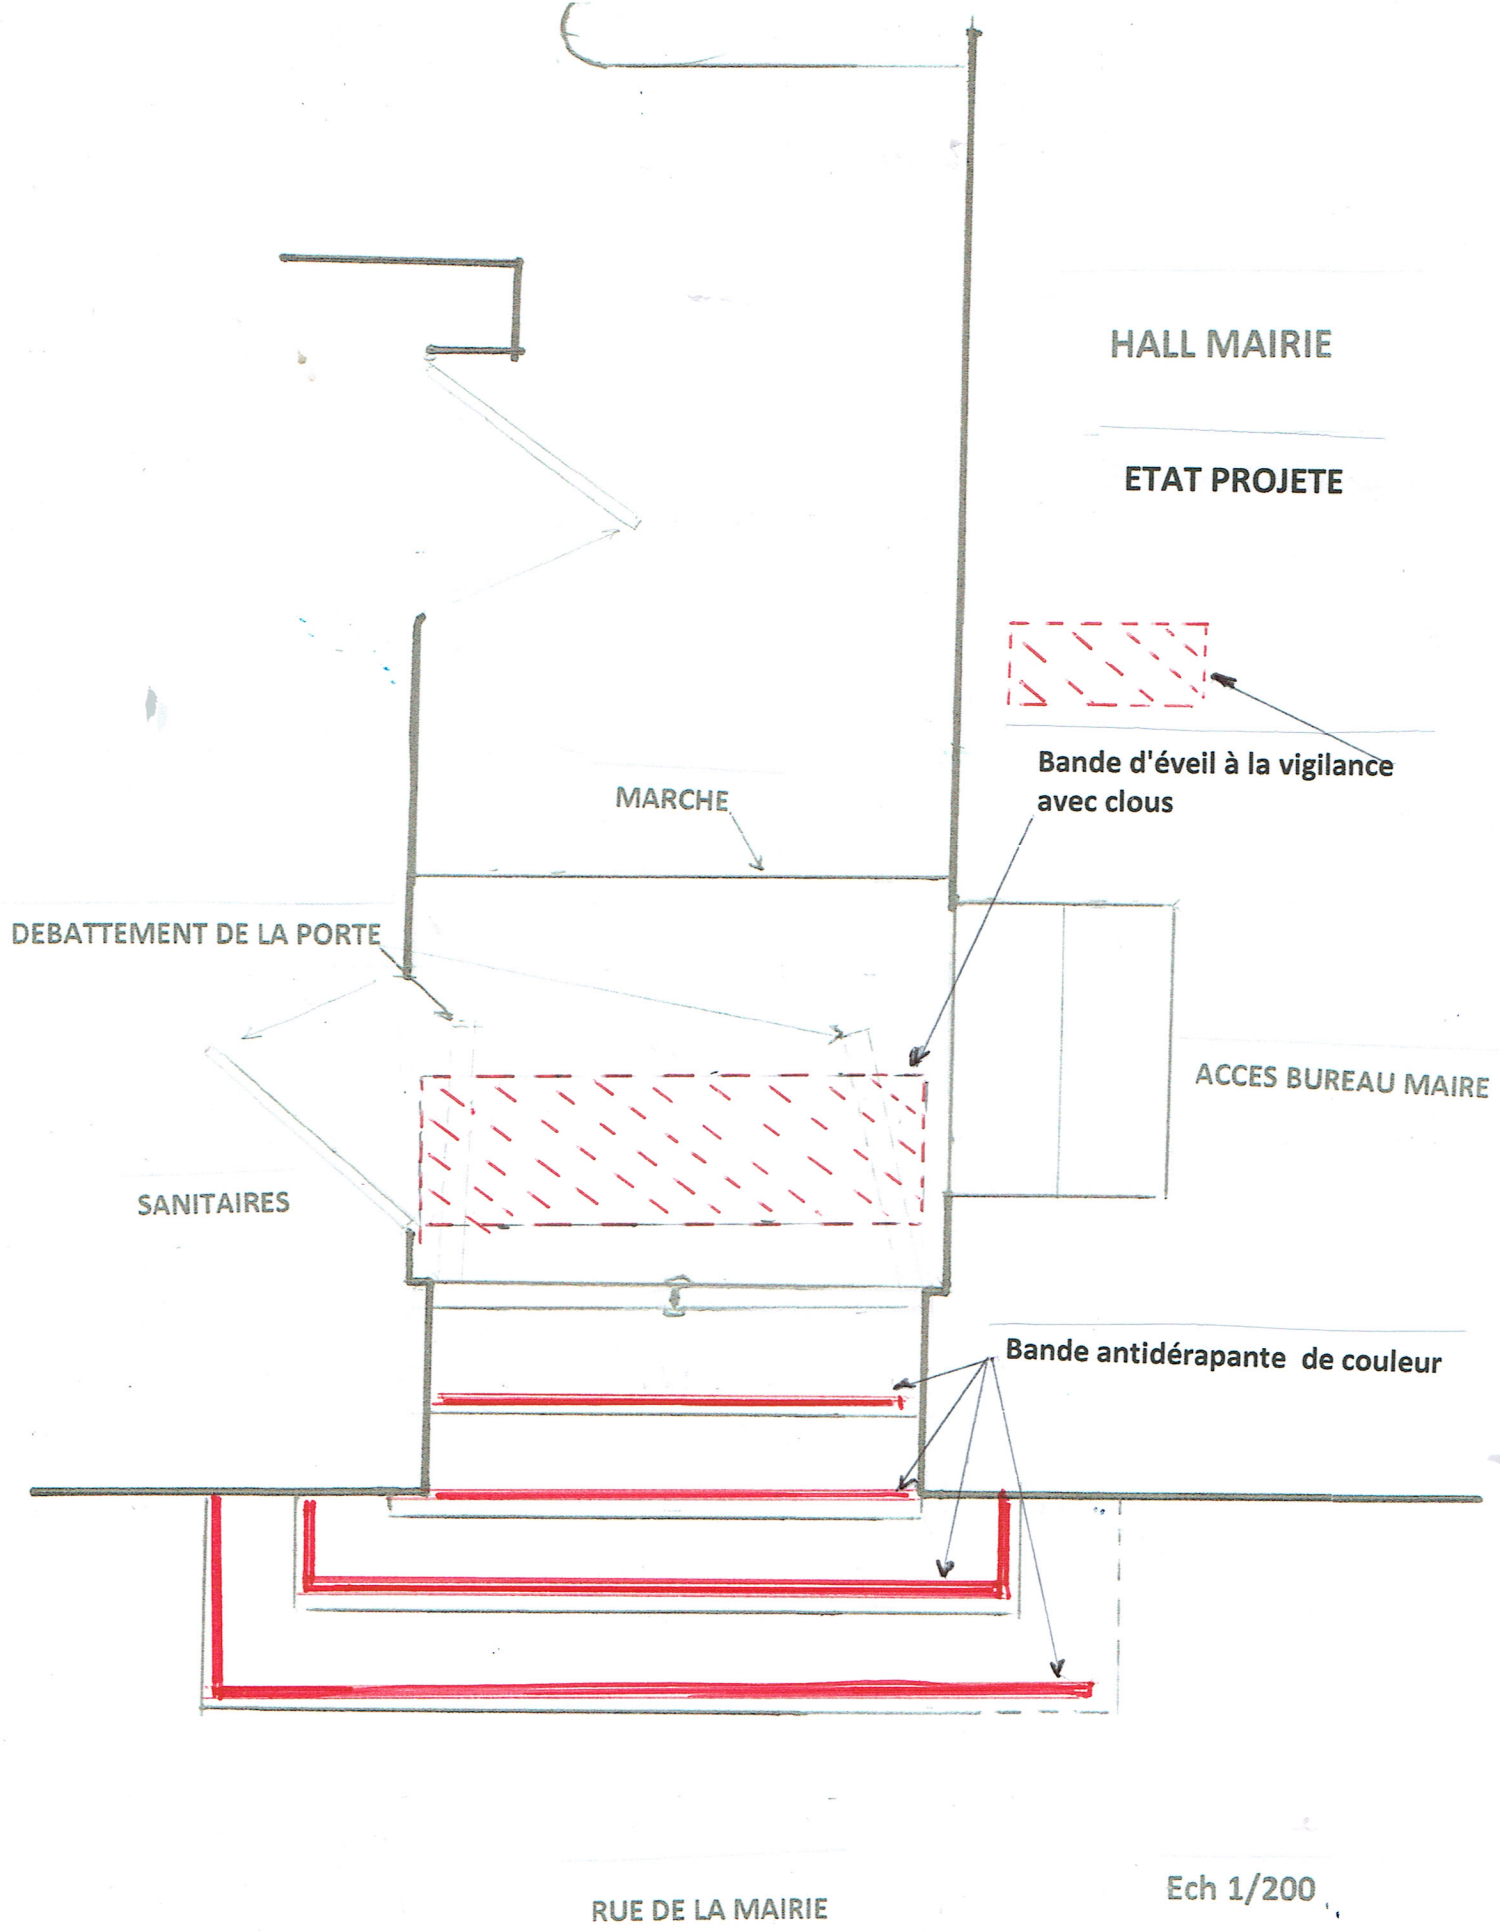 HALL MAIRIE
ETAT PROJETE
Bande d'éveil à la vigilance
avec clous
MARCHE
DEBATTEMENT DE LA PORTE
ACCES BUREAU MAIRE
SANITAIRES
Bande antidérapante de couleur
Ech 1/200
RUE DE LA MAIRIE